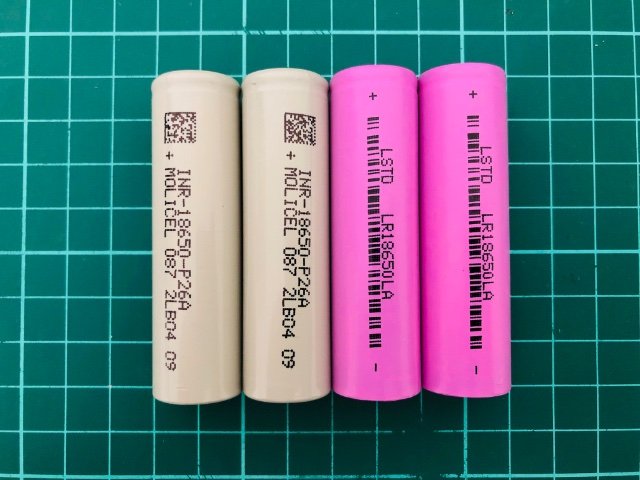 + INR-18650-P26A
MOLICEL 087 2LB04 09
+ INR-18650-P26A
MOLICEL 087 2LB04 09
+
LSTD LR18650LA
-
+
LSTD LR18650LA
-